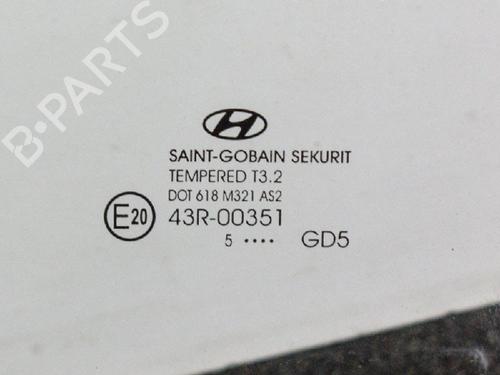 B-PARTS
SAINT-GOBAIN SEKURIT
TEMPERED T3.2
DOT 618 M321 AS2
E20 43R-00351
5 •••• GD5